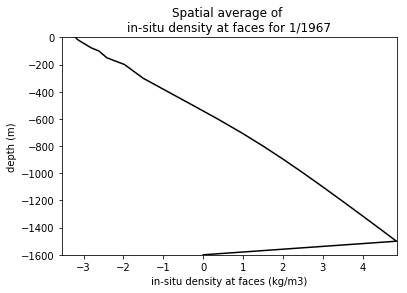 Spatial average of
in-situ density at faces for 1/1967
0
−200
−400
−600
−800
−1000
−1200
−1400
−1600
depth (m)
−3 −2 −1 0 1 2 3 4
in-situ density at faces (kg/m3)